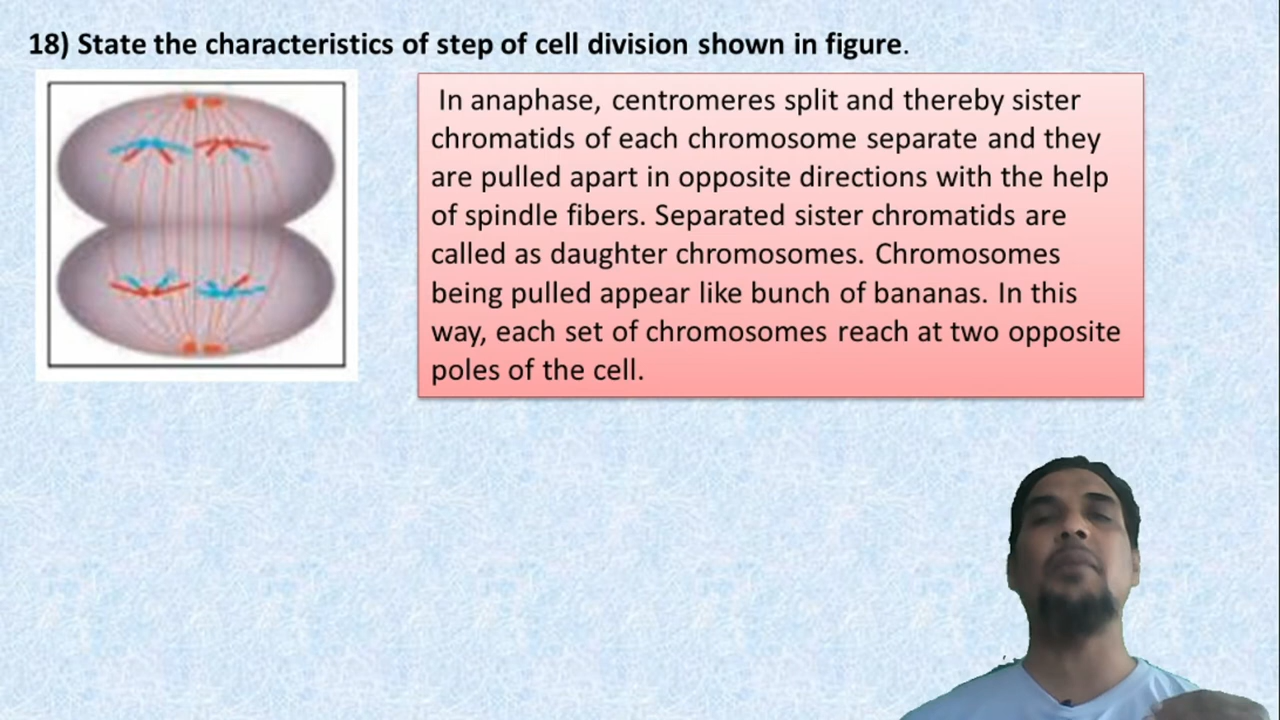 18) State the characteristics of step of cell division shown in figure.
In anaphase, centromeres split and thereby sister
chromatids of each chromosome separate and they
are pulled apart in opposite directions with the help
of spindle fibers. Separated sister chromatids are
called as daughter chromosomes. Chromosomes
being pulled appear like bunch of bananas. In this
way, each set of chromosomes reach at two opposite
poles of the cell.